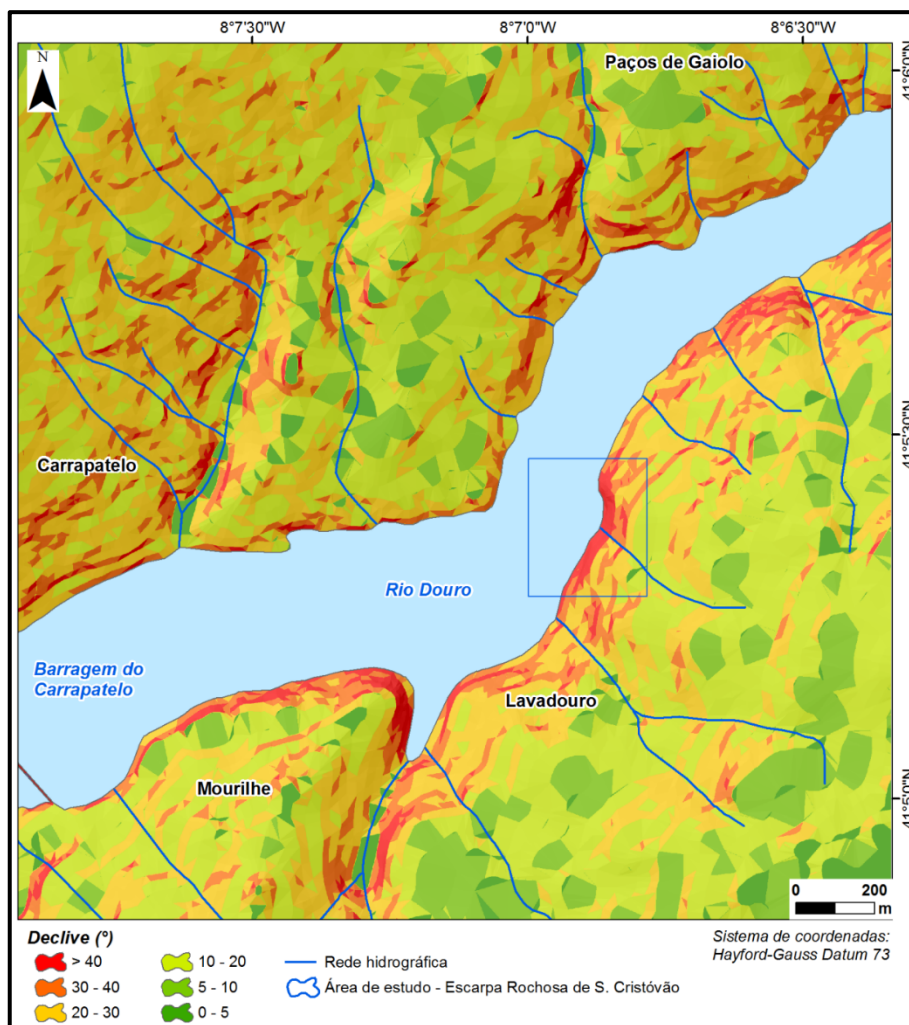 8°7'30"W
8°7'0"W
8°6'30"W
N
Paços de Gaiolo
41°6'0"N
41°5'30"N
Carrapatelo
Rio Douro
Barragem do
Carrapatelo
Lavadouro
Mourilhe
41°5'0"N
0 200
m
Declive (º)
> 40
30 - 40
20 - 30
10 - 20
5 - 10
0 - 5
Rede hidrográfica
Área de estudo - Escarpa Rochosa de S. Cristóvão
Sistema de coordenadas:
Hayford-Gauss Datum 73